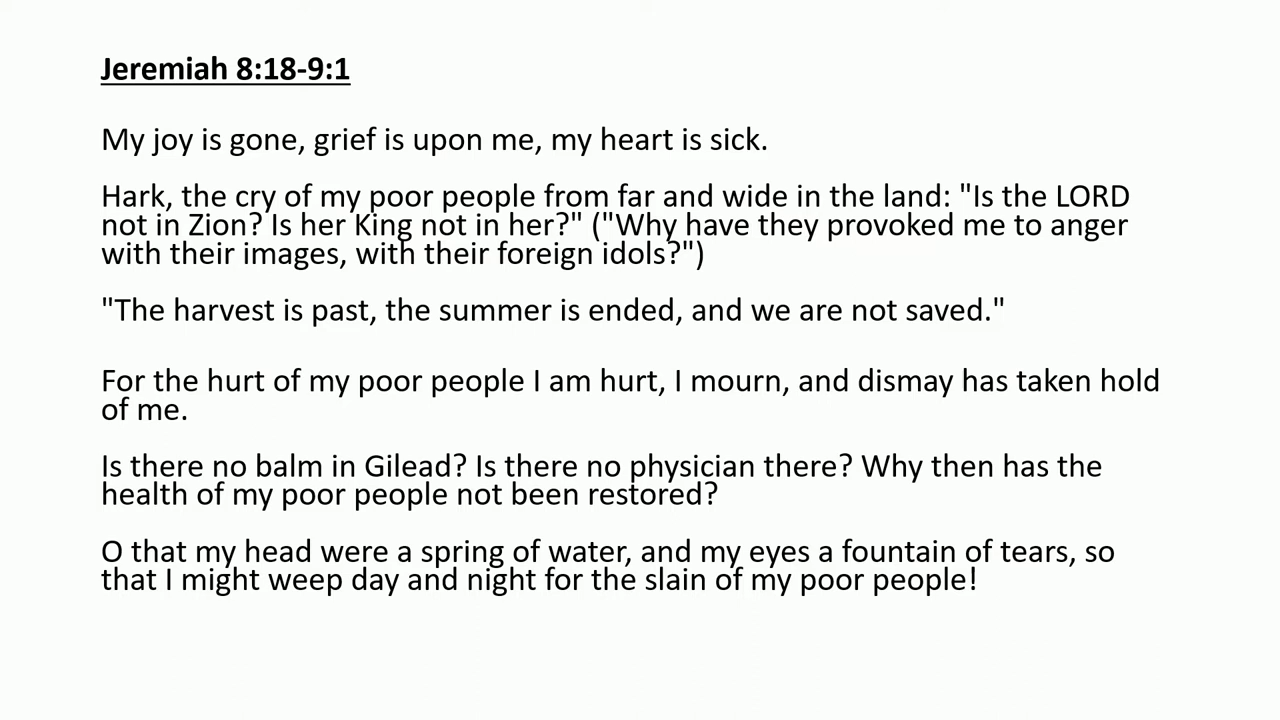 Jeremiah 8:18-9:1
My joy is gone, grief is upon me, my heart is sick.
Hark, the cry of my poor people from far and wide in the land: "Is the LORD
not in Zion? Is her King not in her?" ("Why have they provoked me to anger
with their images, with their foreign idols?")
"The harvest is past, the summer is ended, and we are not saved."
For the hurt of my poor people I am hurt, I mourn, and dismay has taken hold
of me.
Is there no balm in Gilead? Is there no physician there? Why then has the
health of my poor people not been restored?
O that my head were a spring of water, and my eyes a fountain of tears, so
that I might weep day and night for the slain of my poor people!